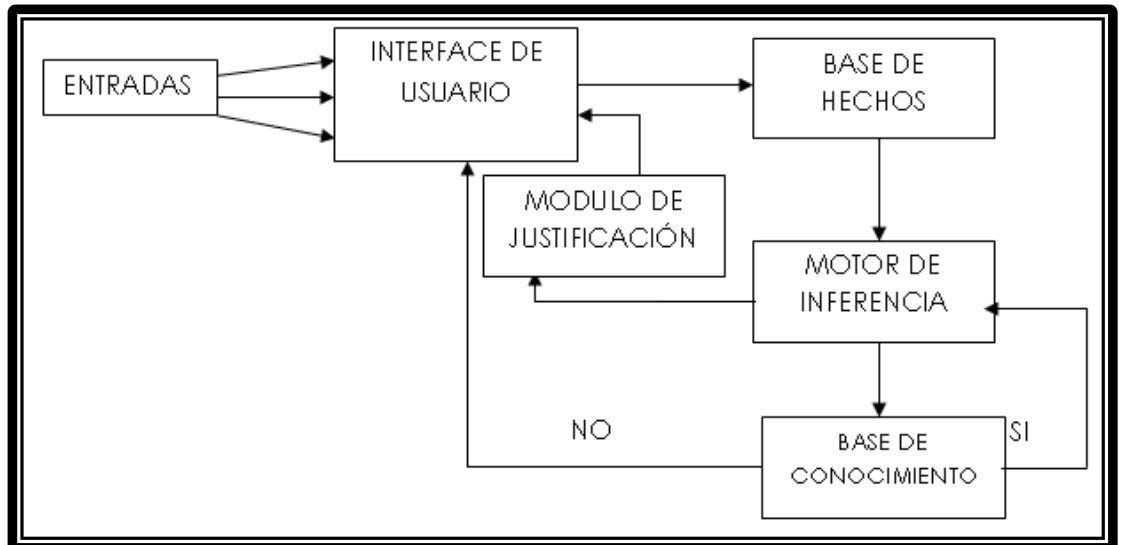 ENTRADAS
INTERFACE DE
USUARIO
BASE DE
HECHOS
MODULO DE
JUSTIFICACIÓN
MOTOR DE
INFERENCIA
NO
BASE DE
CONOCIMIENTO
SI